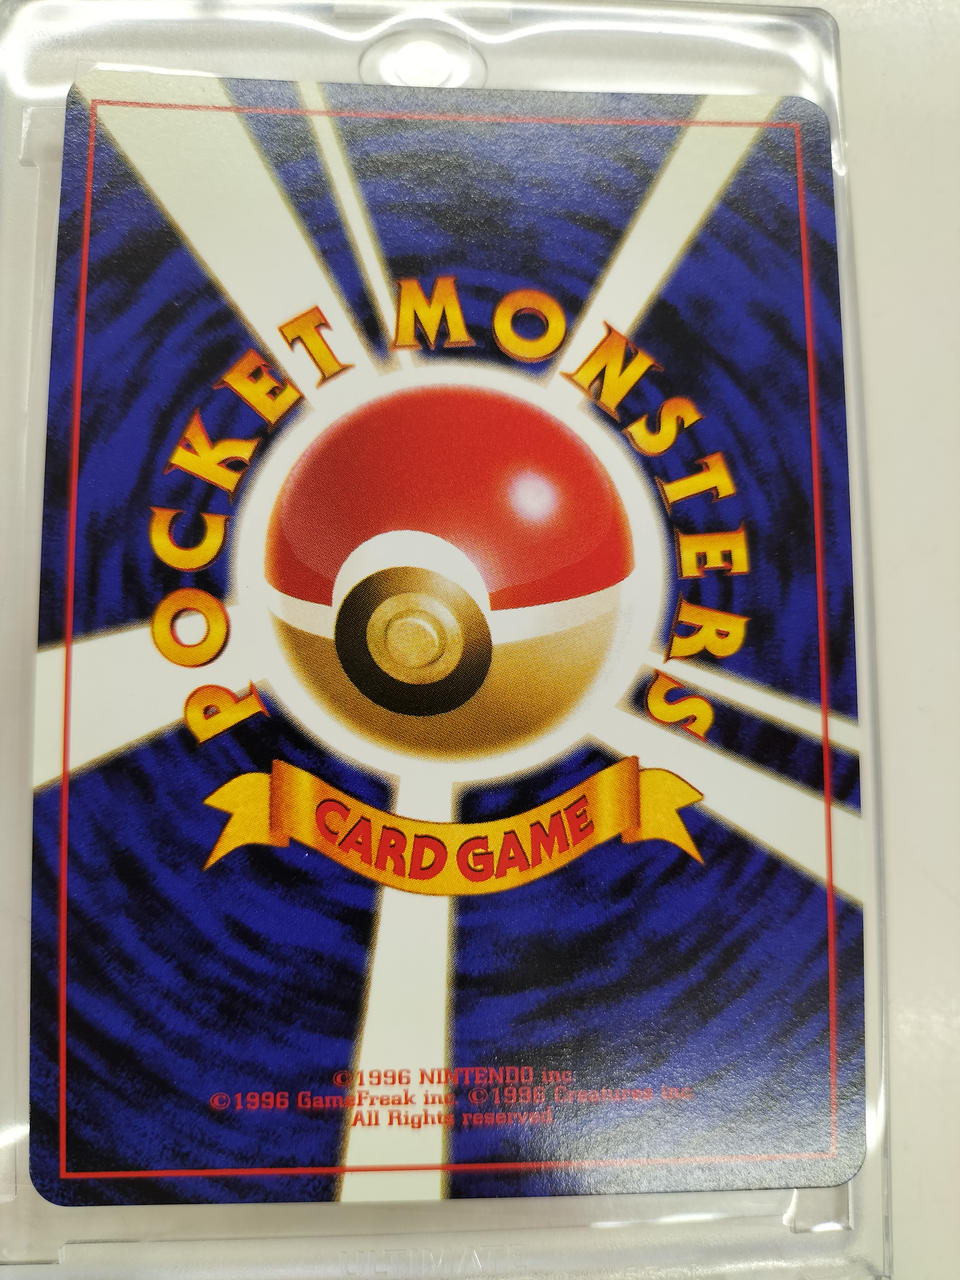 POCKET MONSTERS
CARD GAME
©1996 NINTENDO inc.
©1996 GameFreak inc. ©1996 Creatures inc.
All Rights reserved
ULTIMATE